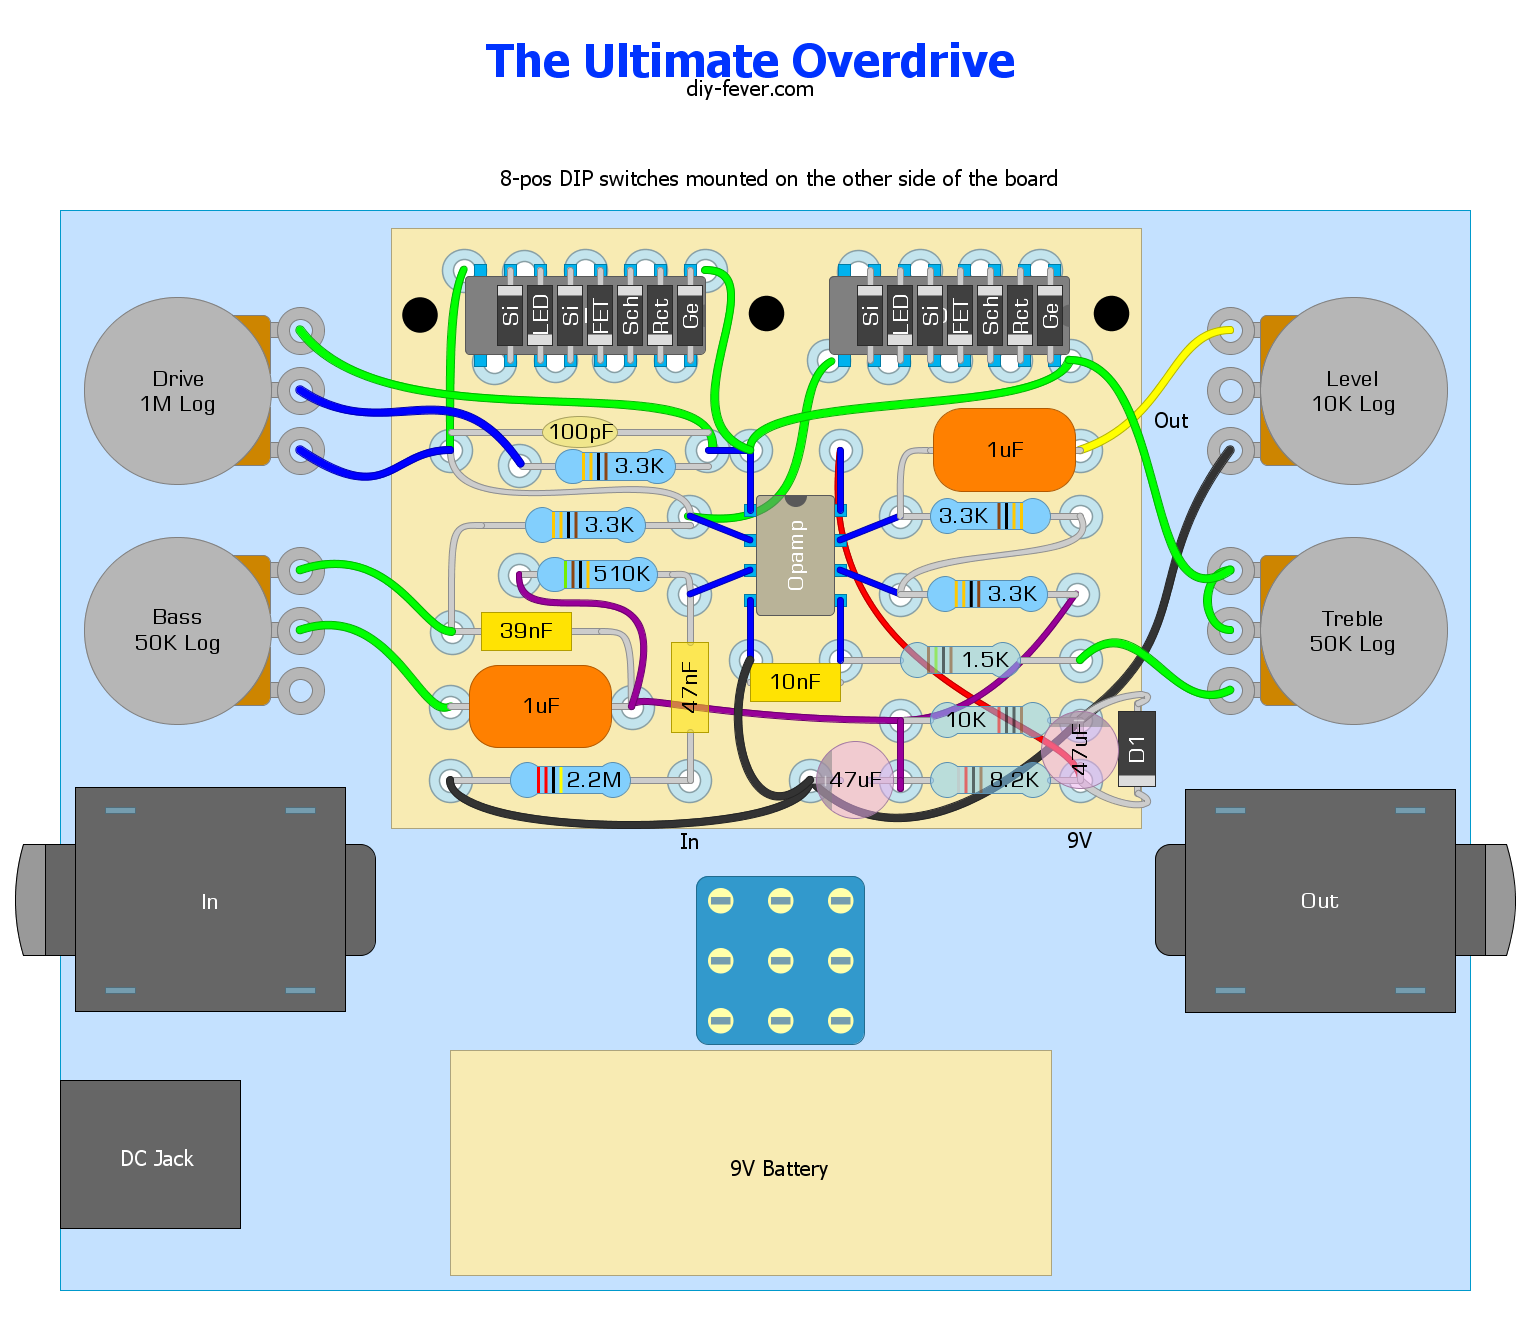 The Ultimate Overdrive
diy-fever.com
8-pos DIP switches mounted on the other side of the board
Si
LED
Si
FET
Sch
Rct
Ge
Si
LED
Si
FET
Sch
Rct
Ge
Drive
1M Log
Level
10K Log
Out
100pF
3.3K
1uF
3.3K
3.3K
Opamp
510K
3.3K
Bass
50K Log
Treble
50K Log
39nF
1.5K
47nF
10nF
1uF
10K
47uF
D1
2.2M
47uF
8.2K
In
9V
In
Out
DC Jack
9V Battery